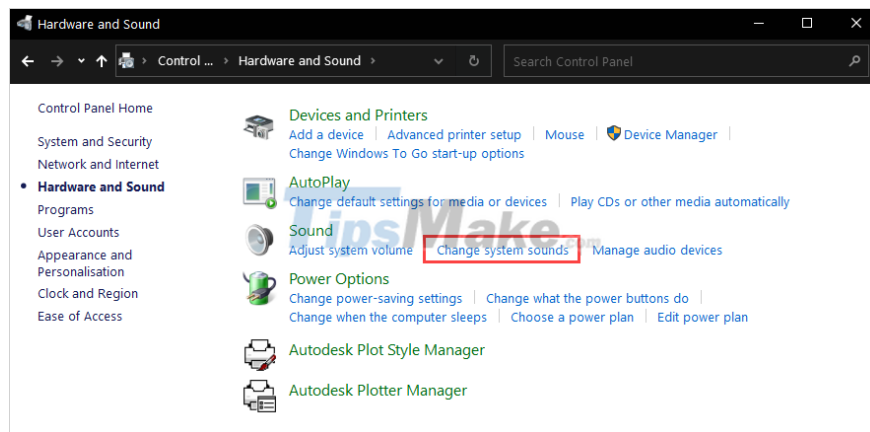 Hardware and Sound
Control ... › Hardware and Sound ›
Search Control Panel
Control Panel Home
System and Security
Network and Internet
Hardware and Sound
Programs
User Accounts
Appearance and
Personalisation
Clock and Region
Ease of Access
Devices and Printers
Add a device | Advanced printer setup | Mouse | Device Manager |
Change Windows To Go start-up options
AutoPlay
Change default settings for media or devices | Play CDs or other media automatically
Sound
Adjust system volume | Change system sounds | Manage audio devices
Power Options
Change power-saving settings | Change what the power buttons do |
Change when the computer sleeps | Choose a power plan | Edit power plan
Autodesk Plot Style Manager
Autodesk Plotter Manager
TipsMake.com